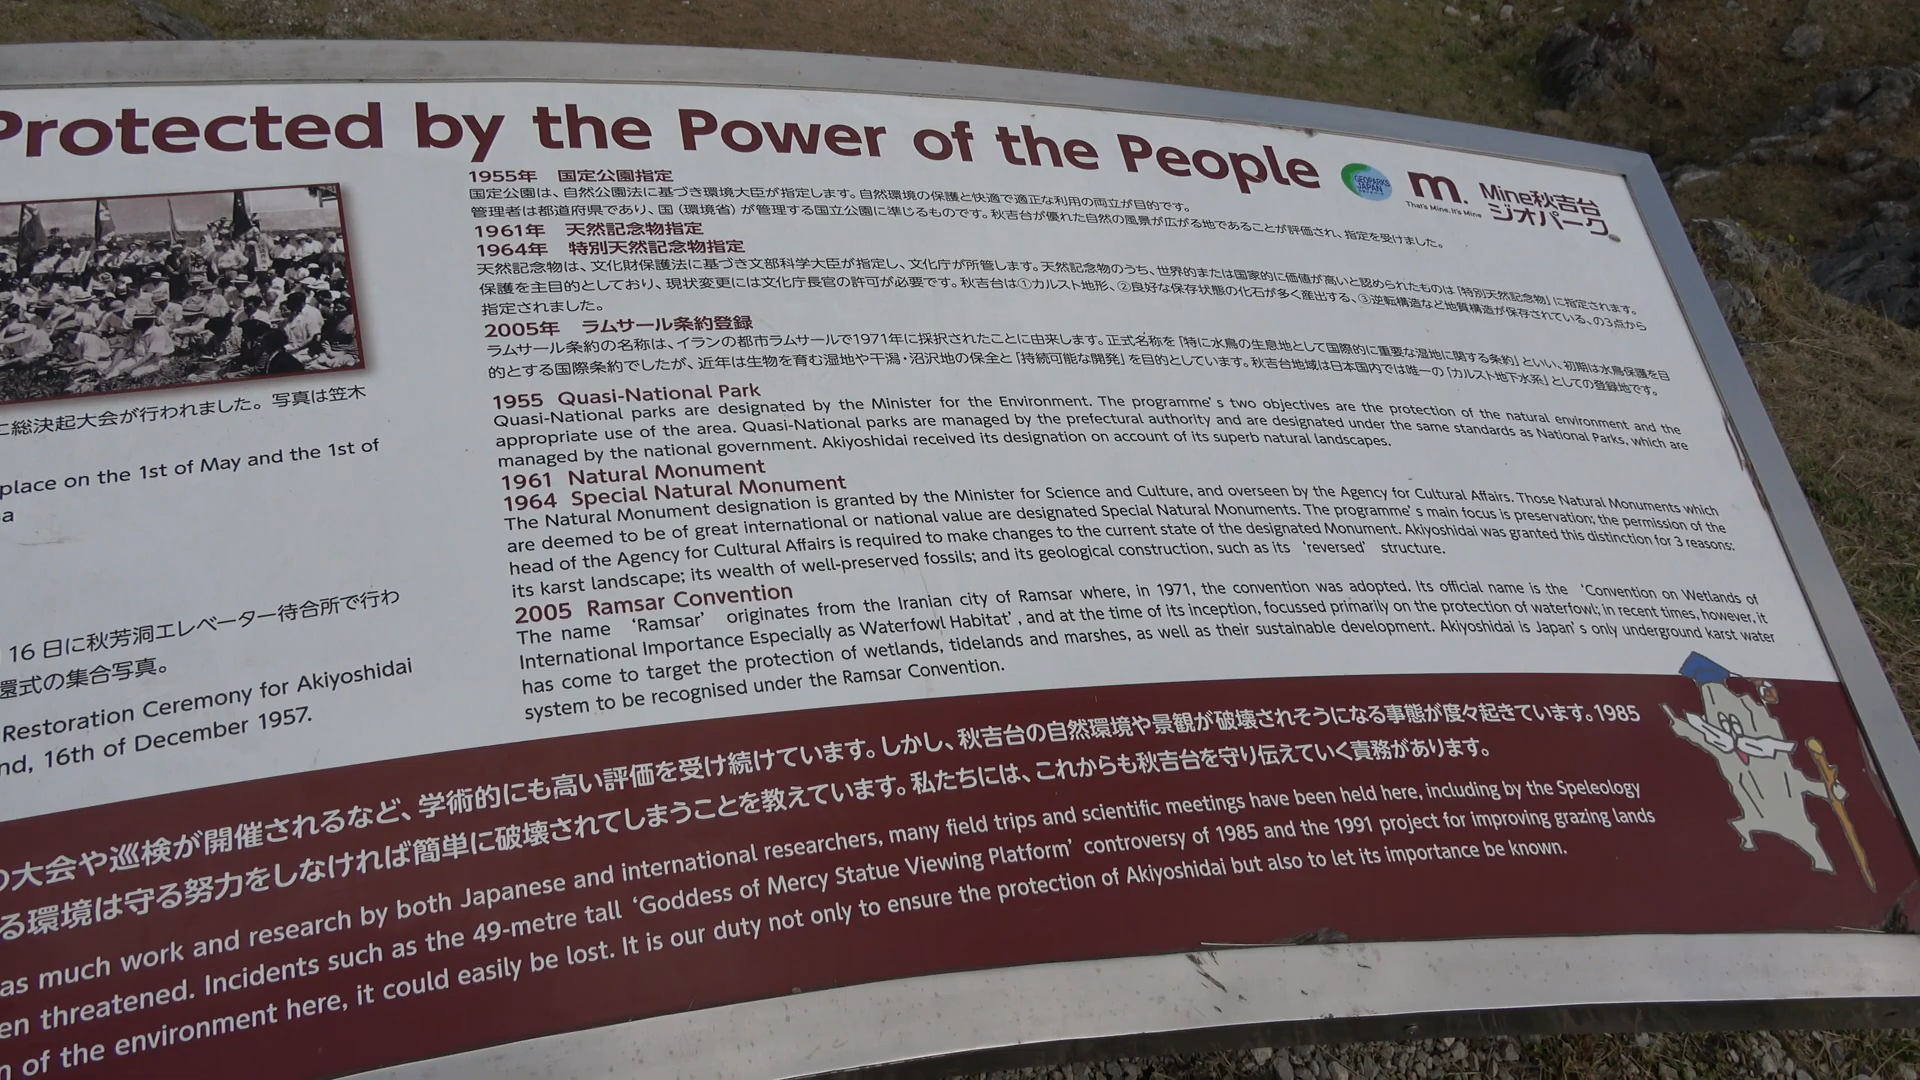 Protected by the Power of the People
GEOPARKS JAPAN
m.
That's Mine. It's Mine
Mine秋吉台
ジオパーク
1955年 国定公園指定
国定公園は、自然公園法に基づき環境大臣が指定します。自然環境の保護と快適で適正な利用の両立が目的です。
管理者は都道府県であり、国（環境省）が管理する国立公園に準じるものです。秋吉台が優れた自然の風景が広がる地であることが評価され、指定を受けました。
1961年 天然記念物指定
1964年 特別天然記念物指定
天然記念物は、文化財保護法に基づき文部科学大臣が指定し、文化庁が所管します。天然記念物のうち、世界的または国家的に価値が高いと認められたものは「特別天然記念物」に指定されます。
保護を主目的としており、現状変更には文化庁長官の許可が必要です。秋吉台は①カルスト地形、②良好な保存状態の化石が多く産出する、③逆転構造など地質構造が保存されている、の3点から
指定されました。
2005年 ラムサール条約登録
ラムサール条約の名称は、イランの都市ラムサールで1971年に採択されたことに由来します。正式名称を「特に水鳥の生息地として国際的に重要な湿地に関する条約」といい、初期は水鳥保護を目
的とする国際条約でしたが、近年は生物を育む湿地や干潟・沼沢地の保全と「持続可能な開発」を目的としています。秋吉台地域は日本国内では唯一の「カルスト地下水系」としての登録地です。
1955 Quasi-National Park
Quasi-National parks are designated by the Minister for the Environment. The programme's two objectives are the protection of the natural environment and the
appropriate use of the area. Quasi-National parks are managed by the prefectural authority and are designated under the same standards as National Parks, which are
managed by the national government. Akiyoshidai received its designation on account of its superb natural landscapes.
1961 Natural Monument
1964 Special Natural Monument
The Natural Monument designation is granted by the Minister for Science and Culture, and overseen by the Agency for Cultural Affairs. Those Natural Monuments which
are deemed to be of great international or national value are designated Special Natural Monuments. The programme's main focus is preservation; the permission of the
head of the Agency for Cultural Affairs is required to make changes to the current state of the designated Monument. Akiyoshidai was granted this distinction for 3 reasons:
its karst landscape; its wealth of well-preserved fossils; and its geological construction, such as its 'reversed' structure.
2005 Ramsar Convention
The name 'Ramsar' originates from the Iranian city of Ramsar where, in 1971, the convention was adopted. Its official name is the 'Convention on Wetlands of
International Importance Especially as Waterfowl Habitat', and at the time of its inception, focussed primarily on the protection of waterfowl; in recent times, however, it
has come to target the protection of wetlands, tidelands and marshes, as well as their sustainable development. Akiyoshidai is Japan's only underground karst water
system to be recognised under the Ramsar Convention.
に総決起大会が行われました。写真は笠木
place on the 1st of May and the 1st of
a
16日に秋芳洞エレベーター待合所で行わ
還式の集合写真。
Restoration Ceremony for Akiyoshidai
nd, 16th of December 1957.
の大会や巡検が開催されるなど、学術的にも高い評価を受け続けています。しかし、秋吉台の自然環境や景観が破壊されそうになる事態が度々起きています。1985
る環境は守る努力をしなければ簡単に破壊されてしまうことを教えています。私たちには、これからも秋吉台を守り伝えていく責務があります。
as much work and research by both Japanese and international researchers, many field trips and scientific meetings have been held here, including by the Speleology
en threatened. Incidents such as the 49-metre tall 'Goddess of Mercy Statue Viewing Platform' controversy of 1985 and the 1991 project for improving grazing lands
n of the environment here, it could easily be lost. It is our duty not only to ensure the protection of Akiyoshidai but also to let its importance be known.